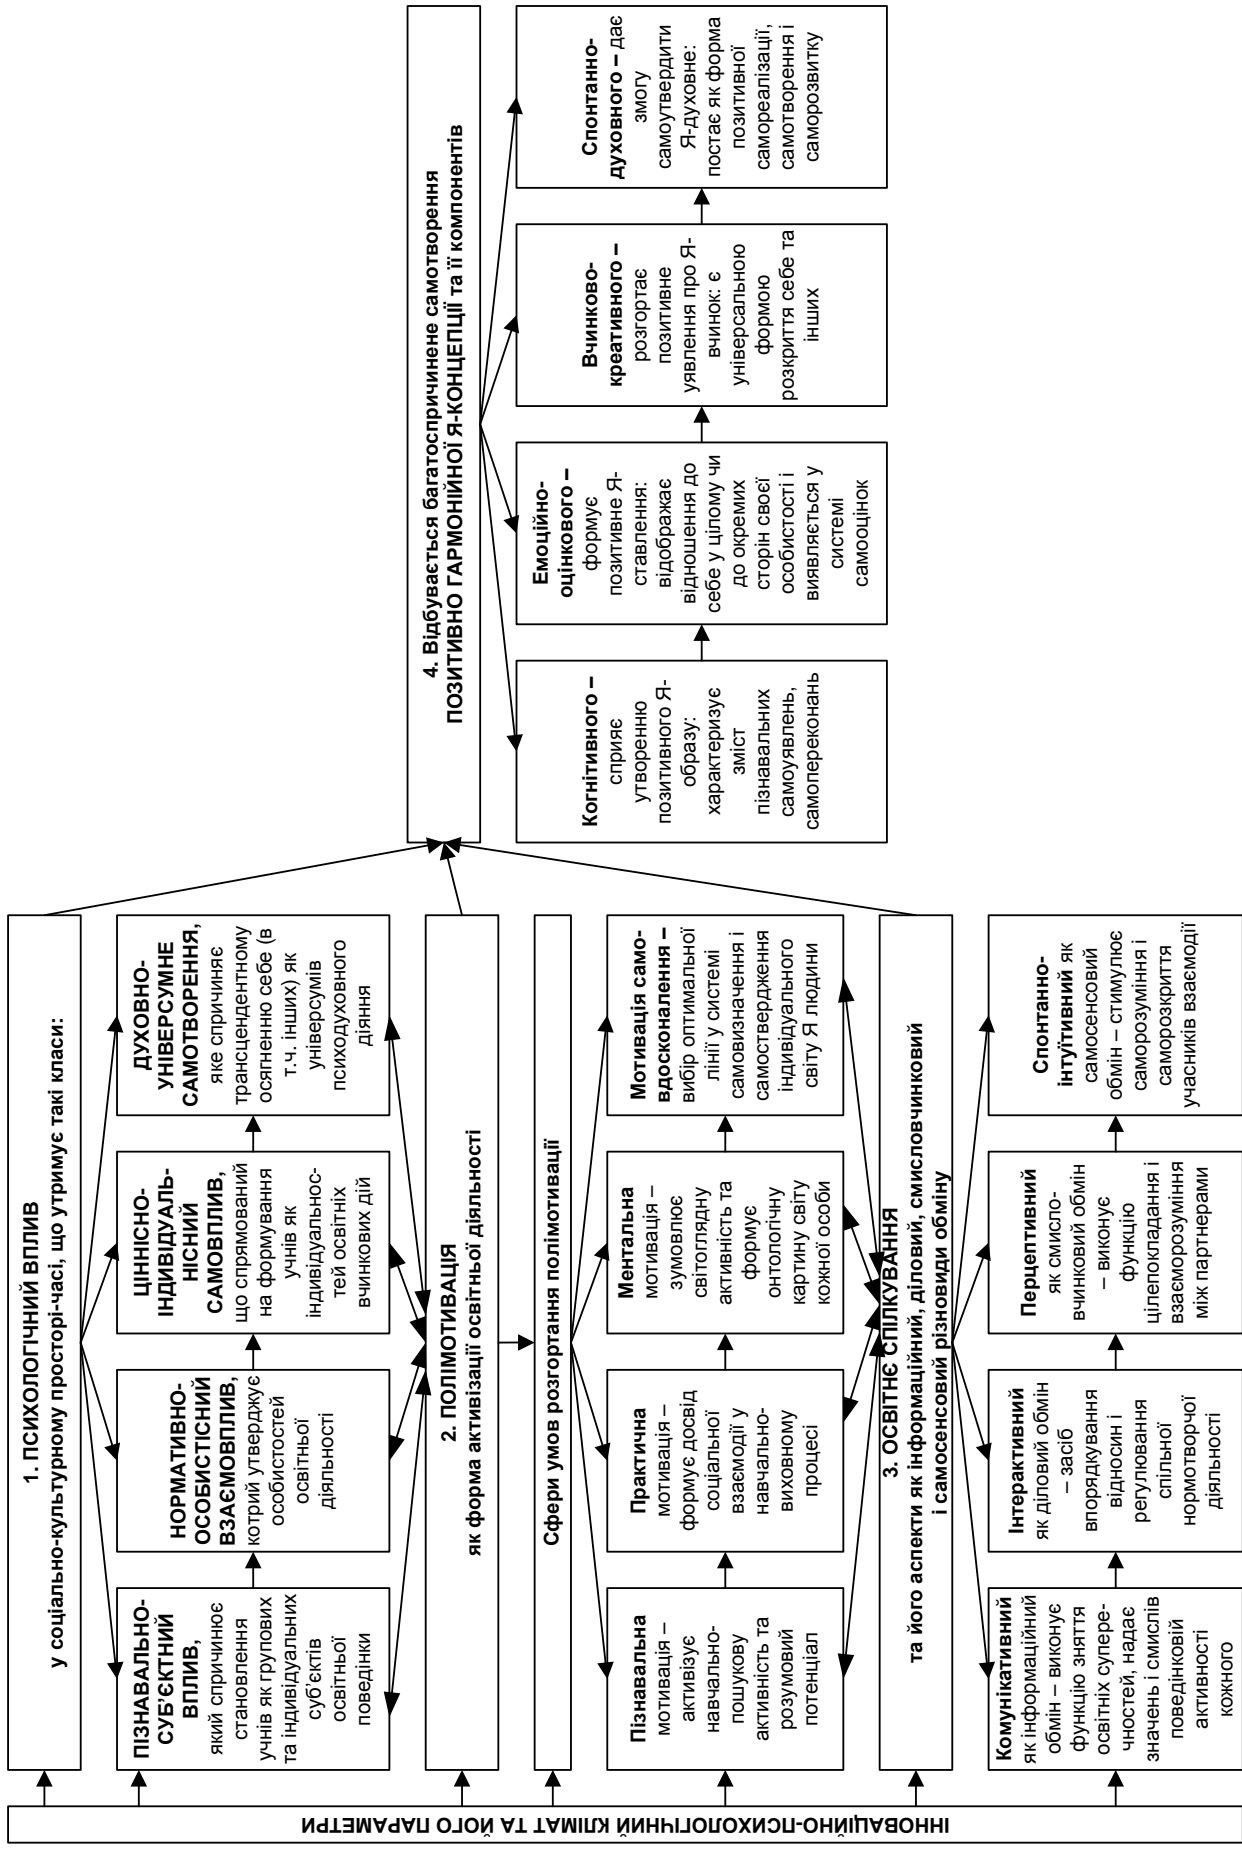 ІННОВАЦІЙНО-ПСИХОЛОГІЧНИЙ КЛІМАТ ТА ЙОГО ПАРАМЕТРИ
1. ПСИХОЛОГІЧНИЙ ВПЛИВ
у соціально-культурному просторі-часі, що утримує такі класи:
ПІЗНАВАЛЬНО-
СУБ’ЄКТНИЙ
ВПЛИВ,
який спричинює
становлення
учнів як групових
та індивідуальних
суб’єктів
освітньої
поведінки
НОРМАТИВНО-
ОСОБИСТІСНИЙ
ВЗАЄМОВПЛИВ,
котрий утверджує
особистостей
освітньої
діяльності
ЦІННІСНО-
ІНДИВІДУАЛЬ-
НІСНИЙ
САМОВПЛИВ,
що спрямований
на формування
учнів як
індивідуальнос-
тей освітніх
вчинкових дій
ДУХОВНО-
УНІВЕРСУМНЕ
САМОТВОРЕННЯ,
яке спричиняє
трансцендентному
осягненню себе (в
т.ч. інших) як
універсумів
психодуховного
діяння
2. ПОЛІМОТИВАЦІЯ
як форма активізації освітньої діяльності
Сфери умов розгортання полімотивації
Пізнавальна
мотивація –
активізує
навчально-
пошукову
активність та
розумовий
потенціал
Практична
мотивація –
формує досвід
соціальної
взаємодії у
навчально-
виховному
процесі
Ментальна
мотивація –
зумовлює
світоглядну
активність та
формує
онтологічну
картину світу
кожної особи
Мотивація само-
вдосконалення –
вибір оптимальної
лінії у системі
самовизначення і
самоствердження
індивідуального
світу Я людини
3. ОСВІТНЄ СПІЛКУВАННЯ
та його аспекти як інформаційний, діловий, смисловчинковий
і самосенсовий різновиди обміну
Комунікативний
як інформаційний
обмін – виконує
функцію зняття
освітніх супере-
чностей, надає
значень і смислів
поведінковій
активності
кожного
Інтерактивний
як діловий обмін
– засіб
впорядкування
відносин і
регулювання
спільної
нормотворчої
діяльності
Перцептивний
як смисло-
вчинковий обмін
– виконує
функцію
цілепокладання і
взаєморозуміння
між партнерами
Спонтанно-
інтуїтивний як
самосенсовий
обмін – стимулює
саморозуміння і
саморозкриття
учасників взаємодії
4. Відбувається багатоспричинене самотворення
ПОЗИТИВНО ГАРМОНІЙНОЇ Я-КОНЦЕПЦІЇ та її компонентів
Когнітивного –
сприяє
утворенню
позитивного Я-
образу:
характеризує
зміст
пізнавальних
самоуявлень,
самопереконань
Емоційно-
оцінкового –
формує
позитивне Я-
ставлення:
відображає
відношення до
себе у цілому чи
до окремих
сторін своєї
особистості і
виявляється у
системі
самооцінок
Вчинково-
креативного –
розгортає
позитивне
уявлення про Я-
вчинок: є
універсальною
формою
розкриття себе та
інших
Спонтанно-
духовного – дає
змогу
самоутвердити
Я-духовне:
постає як форма
позитивної
самореалізації,
самотворення і
саморозвитку